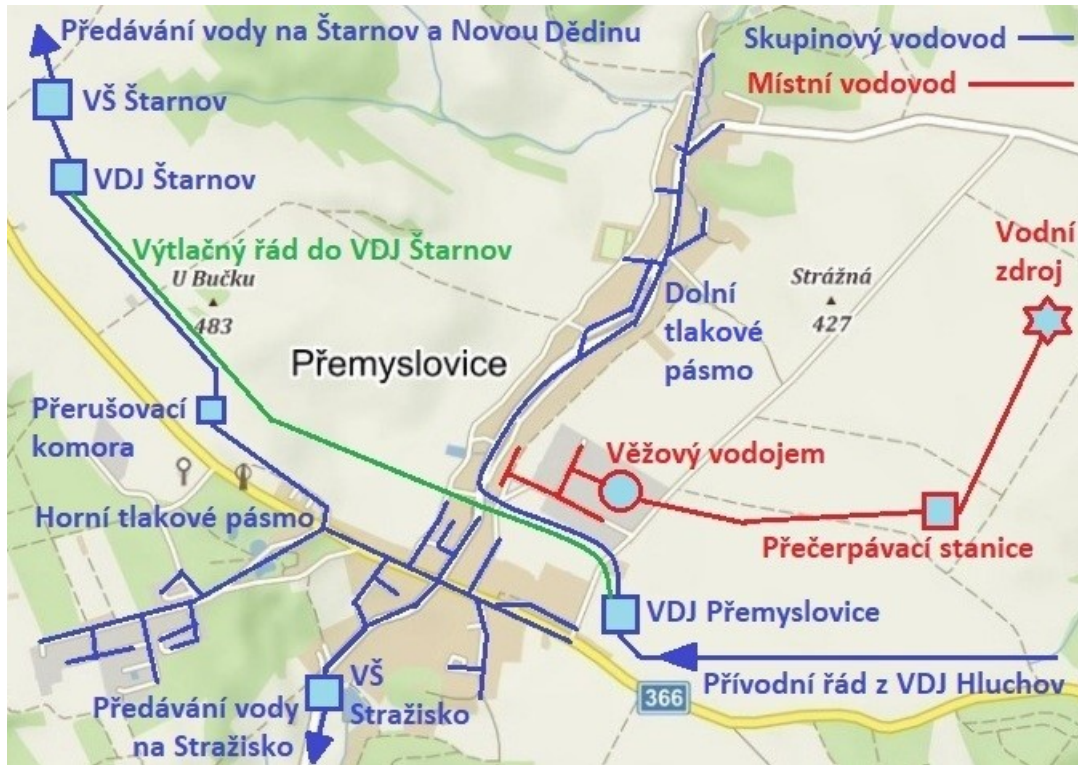 Předávání vody na Štarnov a Novou Dědinu
Skupinový vodovod
Místní vodovod
VŠ Štarnov
VDJ Štarnov
Výtlačný řád do VDJ Štarnov
U Bučku
483
Vodní
zdroj
Strážná
427
Dolní
tlakové
pásmo
Přemyslovice
Přerušovací
komora
Věžový vodojem
Horní tlakové pásmo
Přečerpávací stanice
VDJ Přemyslovice
VŠ
Stražisko
366
Přívodní řád z VDJ Hluchov
Předávání vody
na Stražisko